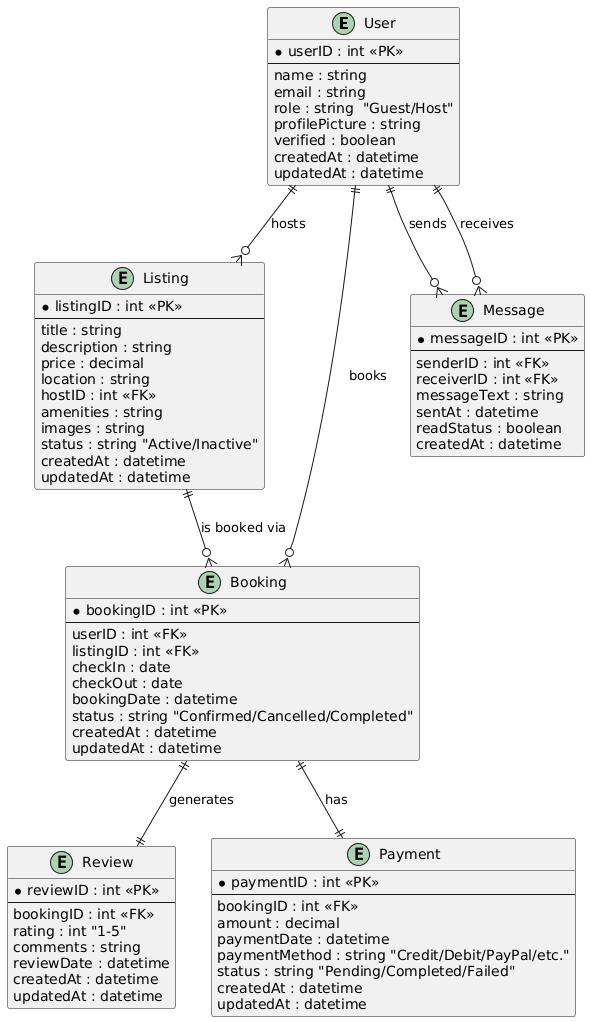 E User
* userID : int «PK»
name : string
email : string
role : string  "Guest/Host"
profilePicture : string
verified : boolean
createdAt : datetime
updatedAt : datetime
hosts
sends
receives
E Listing
* listingID : int «PK»
title : string
description : string
price : decimal
location : string
hostID : int «FK»
amenities : string
images : string
status : string "Active/Inactive"
createdAt : datetime
updatedAt : datetime
E Message
* messageID : int «PK»
senderID : int «FK»
receiverID : int «FK»
messageText : string
sentAt : datetime
readStatus : boolean
createdAt : datetime
books
is booked via
E Booking
* bookingID : int «PK»
userID : int «FK»
listingID : int «FK»
checkIn : date
checkOut : date
bookingDate : datetime
status : string "Confirmed/Cancelled/Completed"
createdAt : datetime
updatedAt : datetime
generates
has
E Review
* reviewID : int «PK»
bookingID : int «FK»
rating : int "1-5"
comments : string
reviewDate : datetime
createdAt : datetime
updatedAt : datetime
E Payment
* paymentID : int «PK»
bookingID : int «FK»
amount : decimal
paymentDate : datetime
paymentMethod : string "Credit/Debit/PayPal/etc."
status : string "Pending/Completed/Failed"
createdAt : datetime
updatedAt : datetime